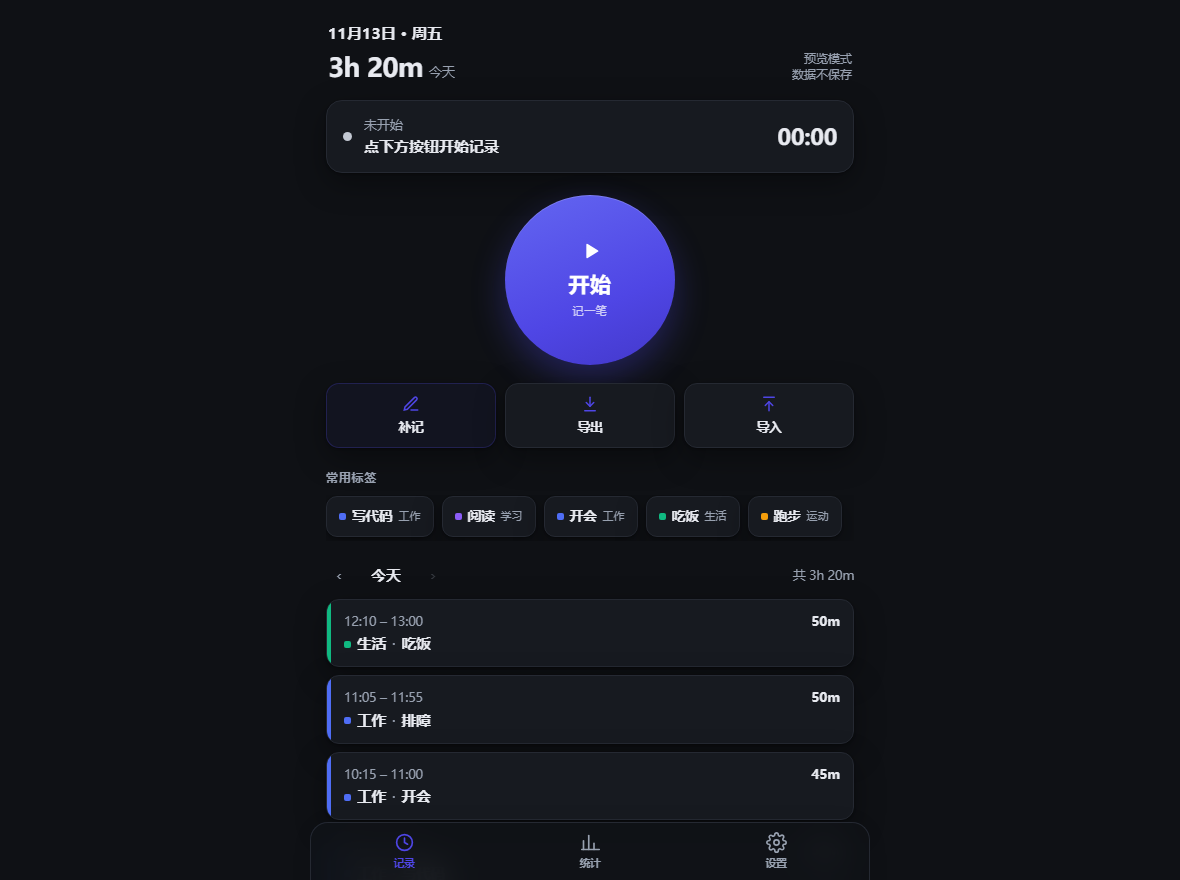 11月13日 • 周五
3h 20m 今天
预览模式
数据不保存
未开始
点下方按钮开始记录
00:00
开始
记一笔
补记
导出
导入
常用标签
写代码 工作
阅读 学习
开会 工作
吃饭 生活
跑步 运动
‹ 今天 ›
共 3h 20m
12:10 – 13:00
50m
生活 · 吃饭
11:05 – 11:55
50m
工作 · 排障
10:15 – 11:00
45m
工作 · 开会
记录
统计
设置